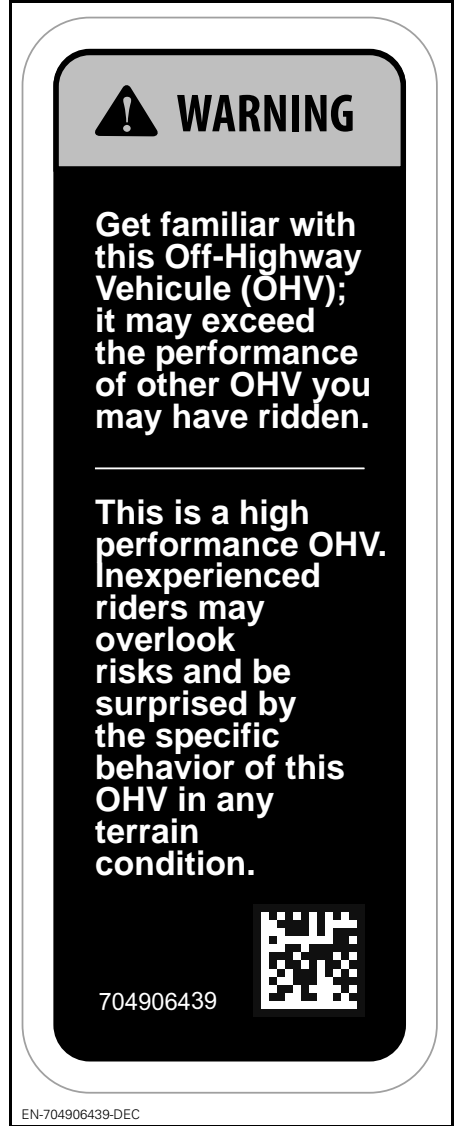 WARNING
Get familiar with
this Off-Highway
Vehicule (OHV);
it may exceed
the performance
of other OHV you
may have ridden.
This is a high
performance OHV.
Inexperienced
riders may
overlook
risks and be
surprised by
the specific
behavior of this
OHV in any
terrain
condition.
704906439
EN-704906439-DEC